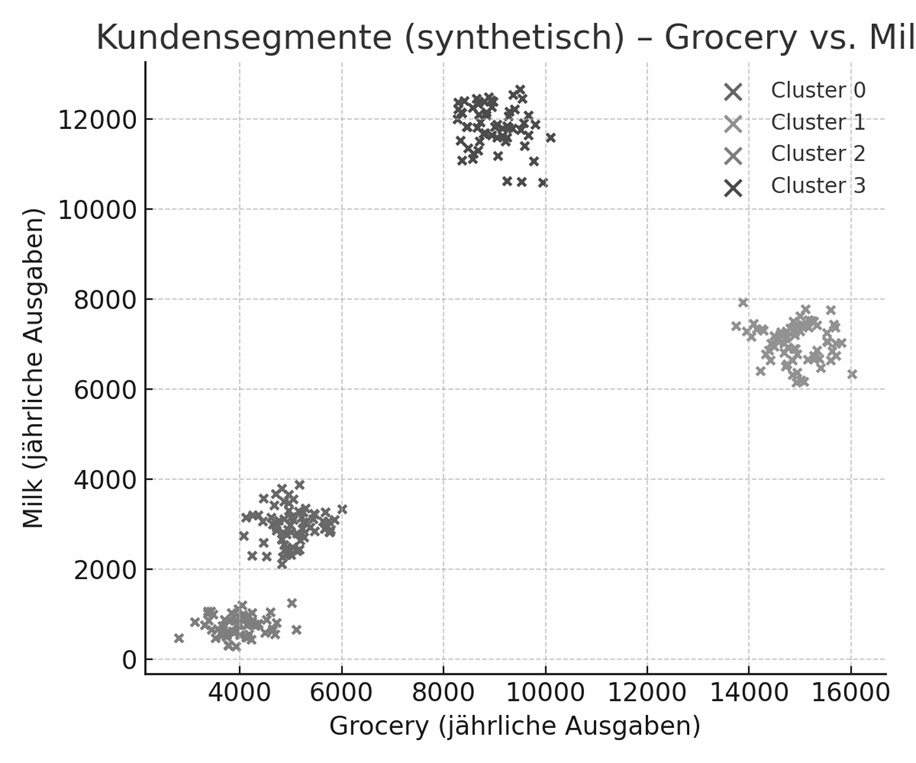 Kundensegmente (synthetisch) – Grocery vs. Mil
Cluster 0
Cluster 1
Cluster 2
Cluster 3
Milk (jährliche Ausgaben)
12000
10000
8000
6000
4000
2000
0
4000 6000 8000 10000 12000 14000 16000
Grocery (jährliche Ausgaben)